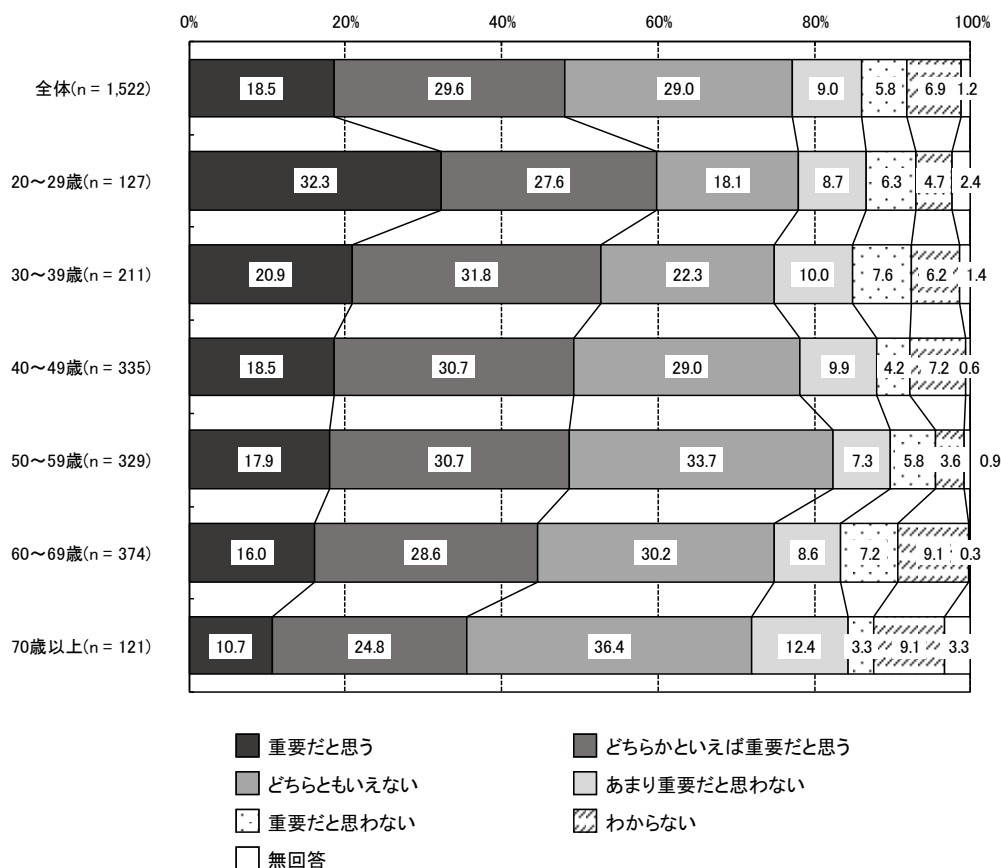 0% 20% 40% 60% 80% 100%
全体(n = 1,522) 18.5 29.6 29.0 9.0 5.8 6.9 1.2
20～29歳(n = 127) 32.3 27.6 18.1 8.7 6.3 4.7 2.4
30～39歳(n = 211) 20.9 31.8 22.3 10.0 7.6 6.2 1.4
40～49歳(n = 335) 18.5 30.7 29.0 9.9 4.2 7.2 0.6
50～59歳(n = 329) 17.9 30.7 33.7 7.3 5.8 3.6 0.9
60～69歳(n = 374) 16.0 28.6 30.2 8.6 7.2 9.1 0.3
70歳以上(n = 121) 10.7 24.8 36.4 12.4 3.3 9.1 3.3
重要だと思う どちらかといえば重要だと思う
どちらともいえない あまり重要だと思わない
重要だと思わない わからない
無回答